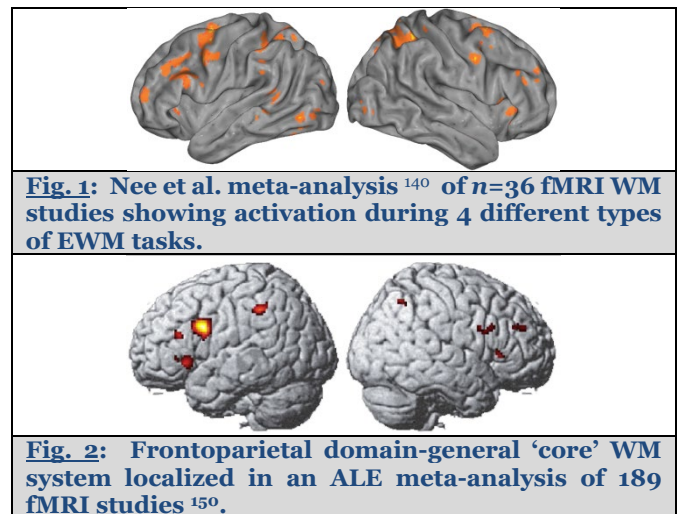 Fig. 1: Nee et al. meta-analysis 140 of n=36 fMRI WM
studies showing activation during 4 different types
of EWM tasks.
Fig. 2: Frontoparietal domain-general ‘core’ WM
system localized in an ALE meta-analysis of 189
fMRI studies 150.